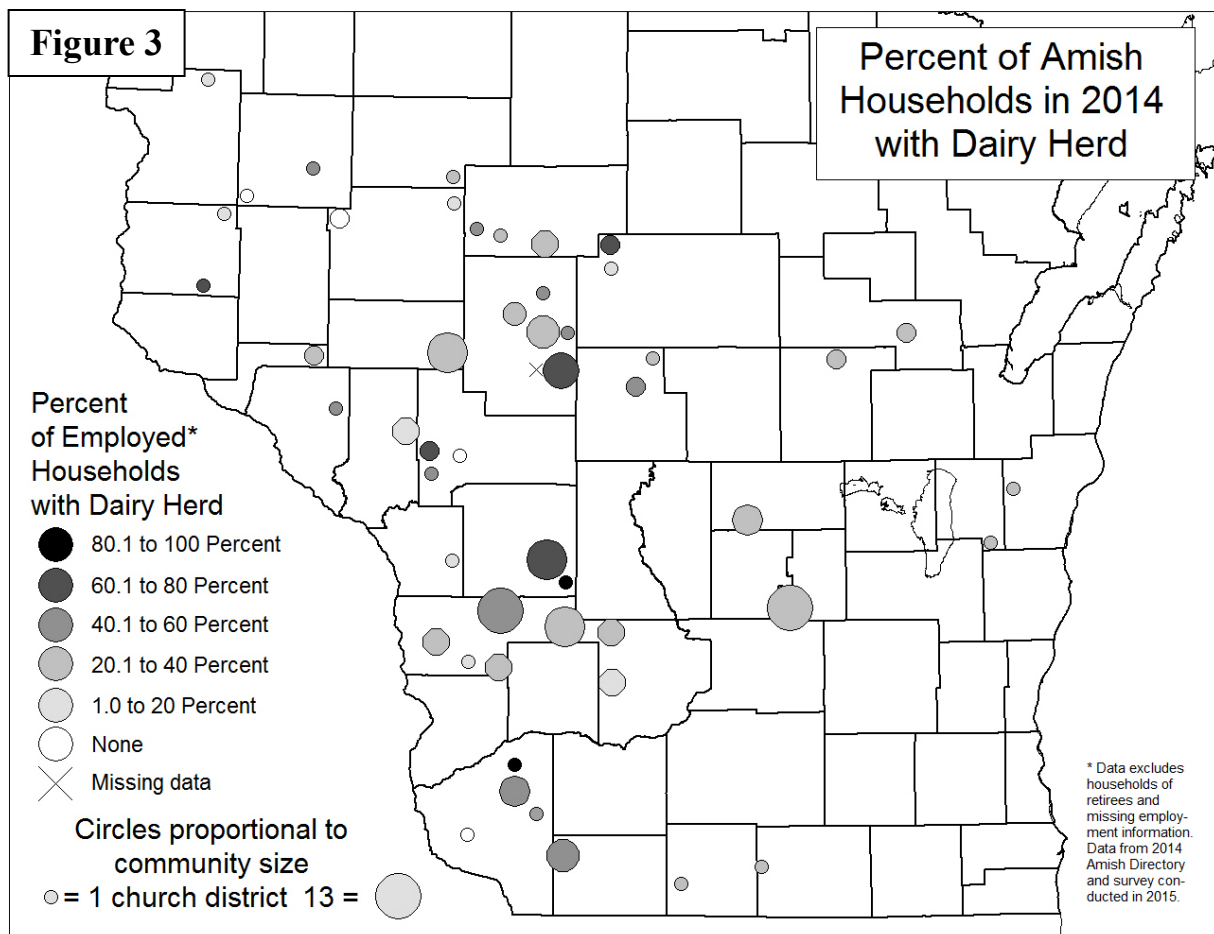 Figure 3
Percent of Amish
Households in 2014
with Dairy Herd
Percent
of Employed*
Households
with Dairy Herd
80.1 to 100 Percent
60.1 to 80 Percent
40.1 to 60 Percent
20.1 to 40 Percent
1.0 to 20 Percent
None
Missing data
Circles proportional to
community size
= 1 church district 13 =
* Data excludes
households of
retirees and
missing employ-
ment information.
Data from 2014
Amish Directory
and survey con-
ducted in 2015.